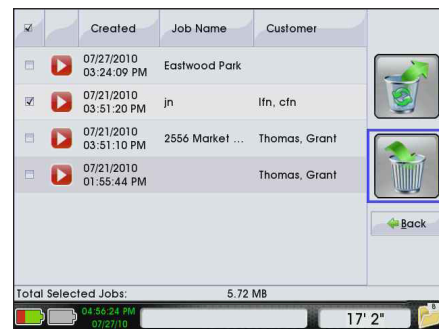 Created Job Name Customer
07/27/2010
03:24:09 PM Eastwood Park
07/21/2010
03:51:20 PM jn lfn, cfn
07/21/2010
03:51:10 PM 2556 Market ... Thomas, Grant
07/21/2010
01:55:44 PM Thomas, Grant
Back
Total Selected Jobs: 5.72 MB
04:56:24 PM
07/27/10
17' 2"
B